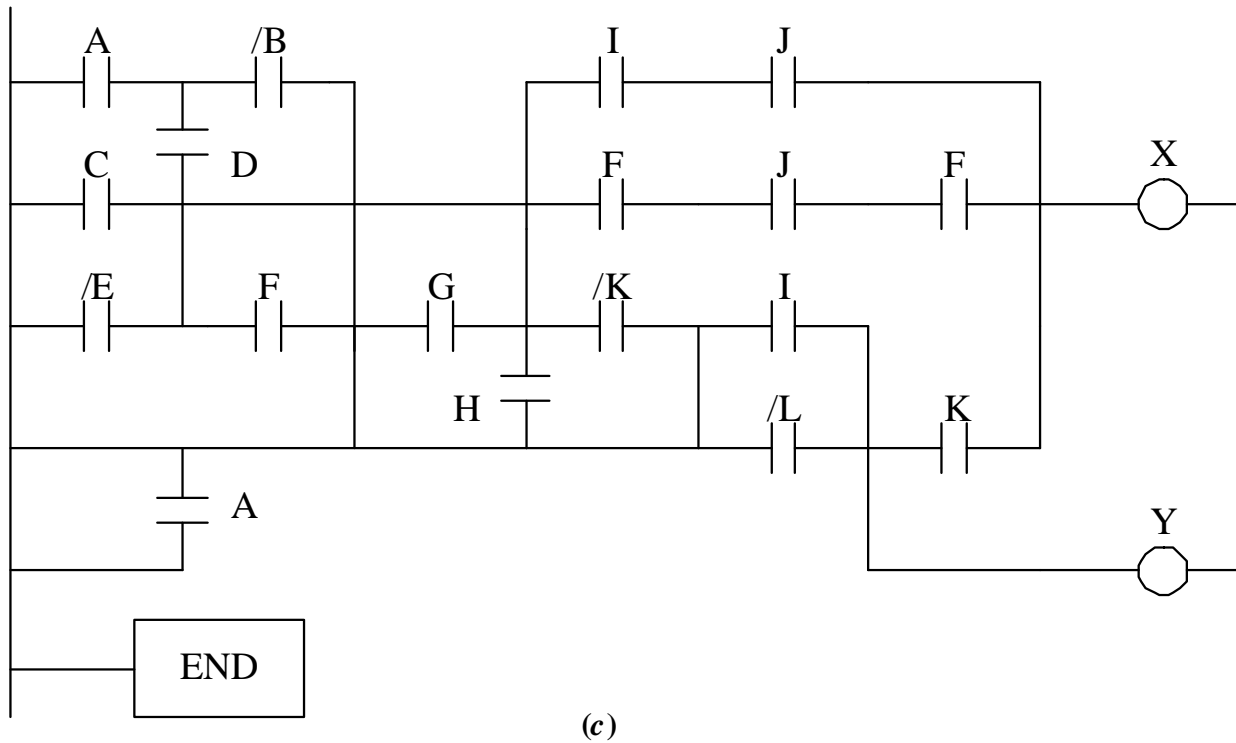 A /B I J
D
C F J F X
/E F G /K I
H /L K
A
Y
END
(c)